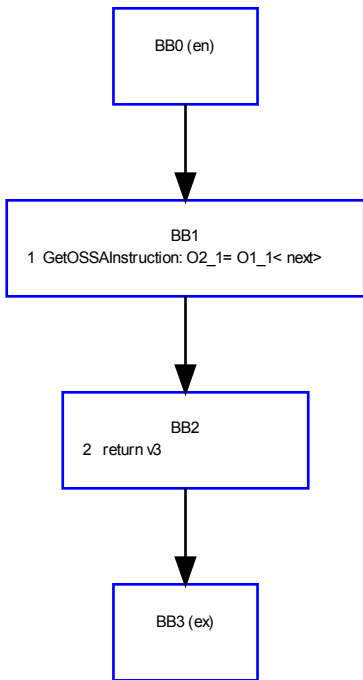 BB0 (en)
BB1
1 GetOSSAInstruction: O2_1= O1_1< next>
BB2
2 return v3
BB3 (ex)